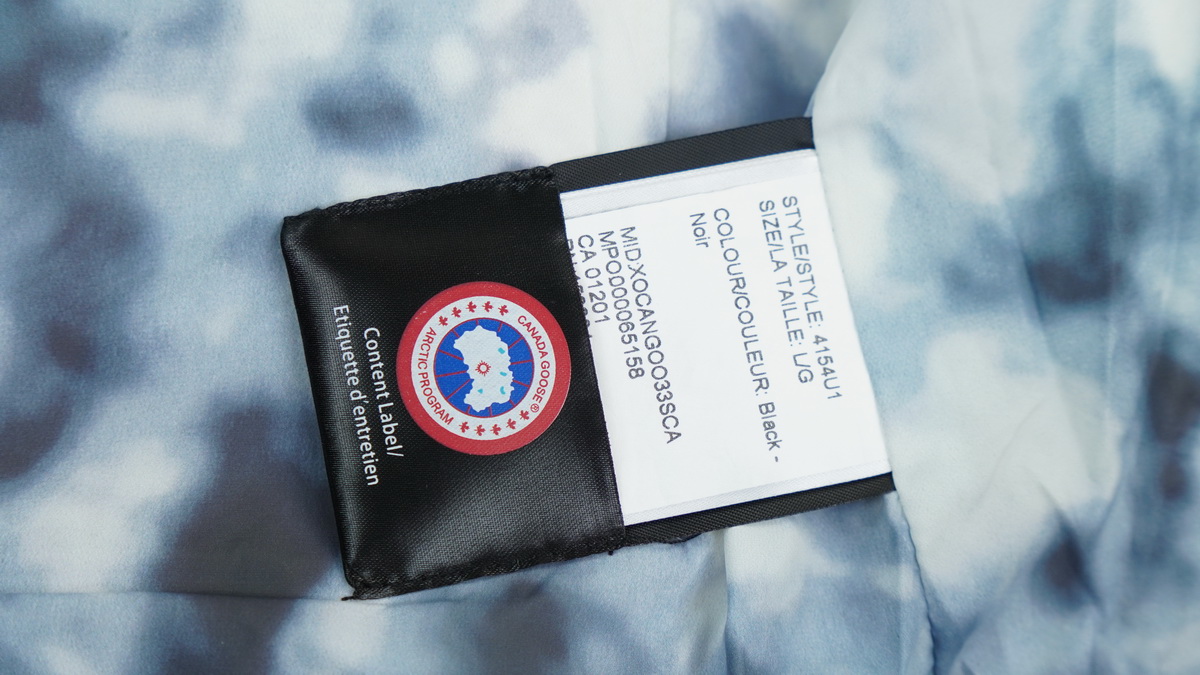 STYLE/STYLE: 4154U1
SIZE/LA TAILLE: L/G
COLOUR/COULEUR: Black -
Noir
MIDXOCANGOO33SCA
MPO000065158
CA 01201
CANADA GOOSE®
ARCTIC PROGRAM
Content Label/
Etiquette d'entretien